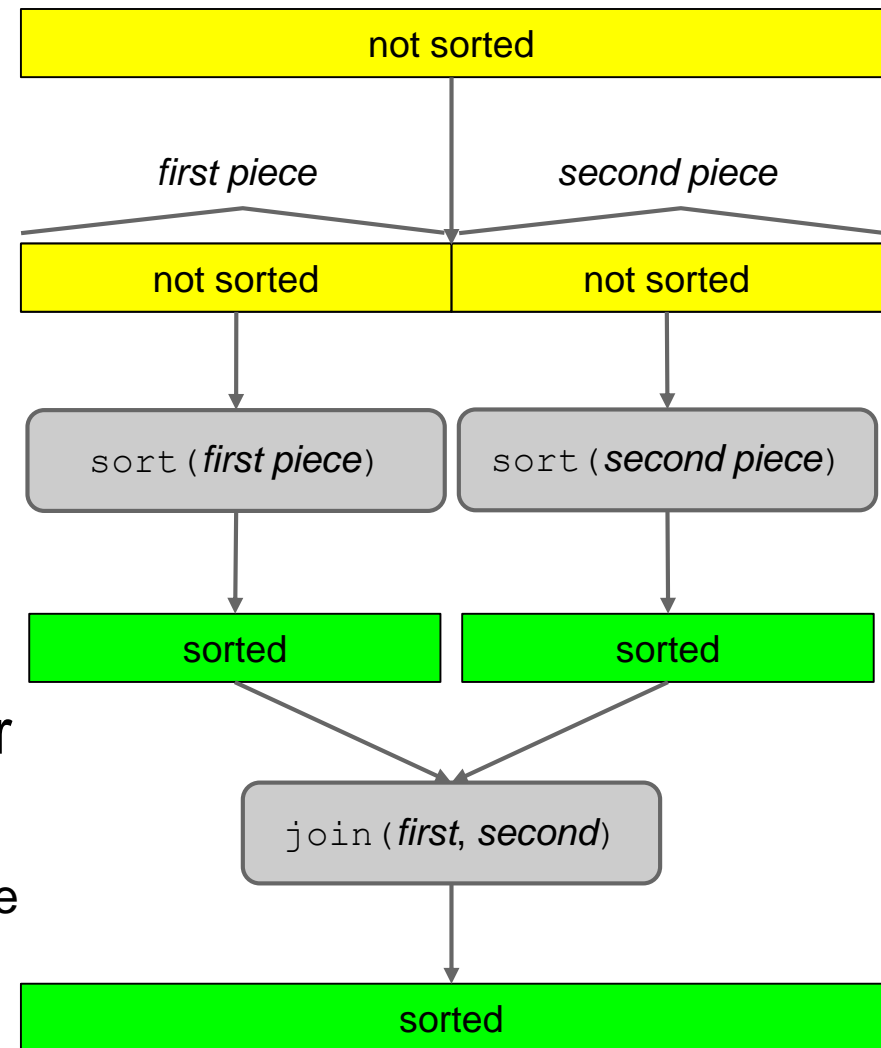 not sorted
first piece second piece
not sorted not sorted
sort(first piece) sort(second piece)
sorted sorted
r
join(first, second)
e
sorted